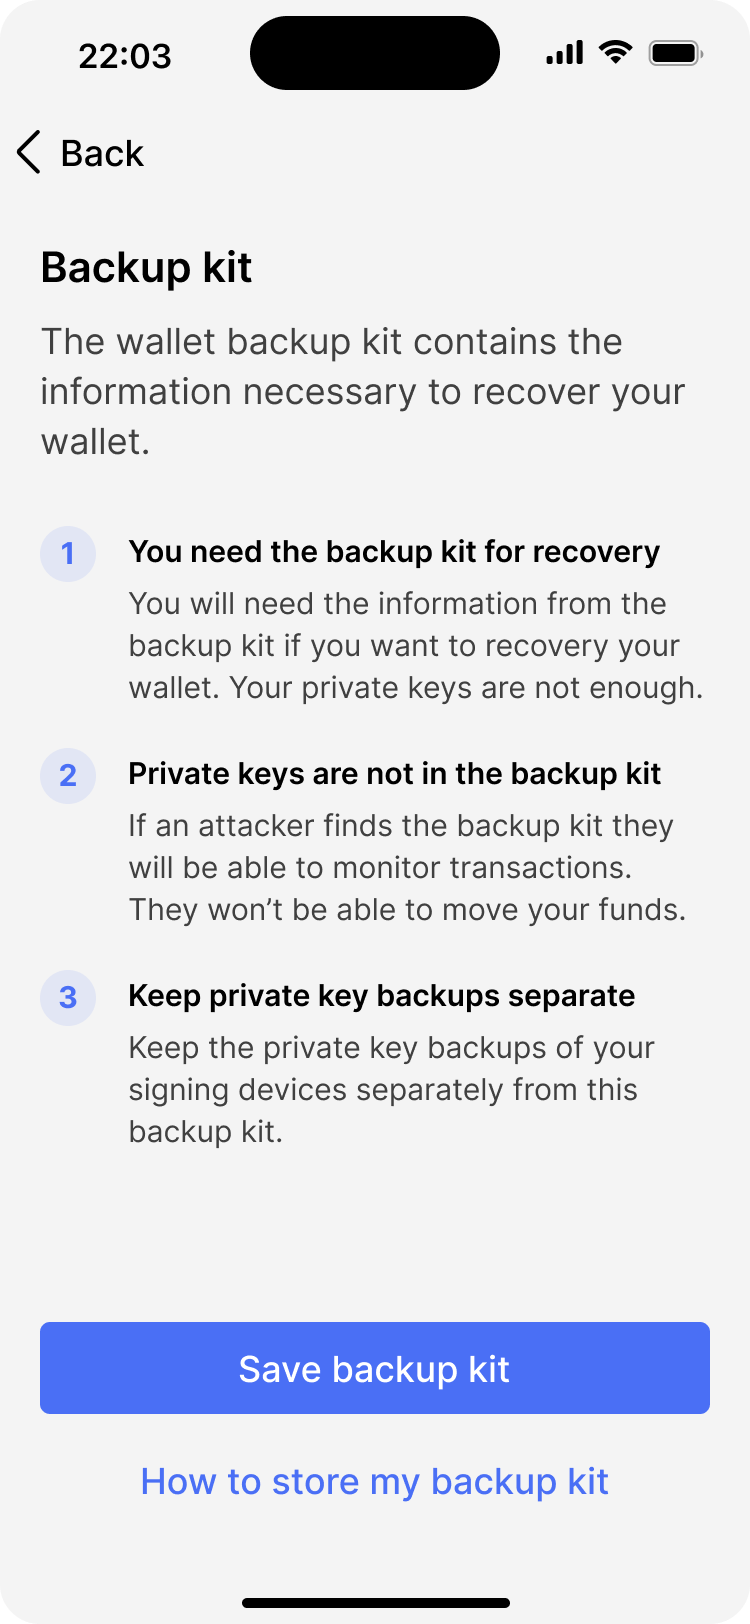 22:03
Back
Backup kit
The wallet backup kit contains the
information necessary to recover your
wallet.
1
You need the backup kit for recovery
You will need the information from the
backup kit if you want to recovery your
wallet. Your private keys are not enough.
2
Private keys are not in the backup kit
If an attacker finds the backup kit they
will be able to monitor transactions.
They won’t be able to move your funds.
3
Keep private key backups separate
Keep the private key backups of your
signing devices separately from this
backup kit.
Save backup kit
How to store my backup kit